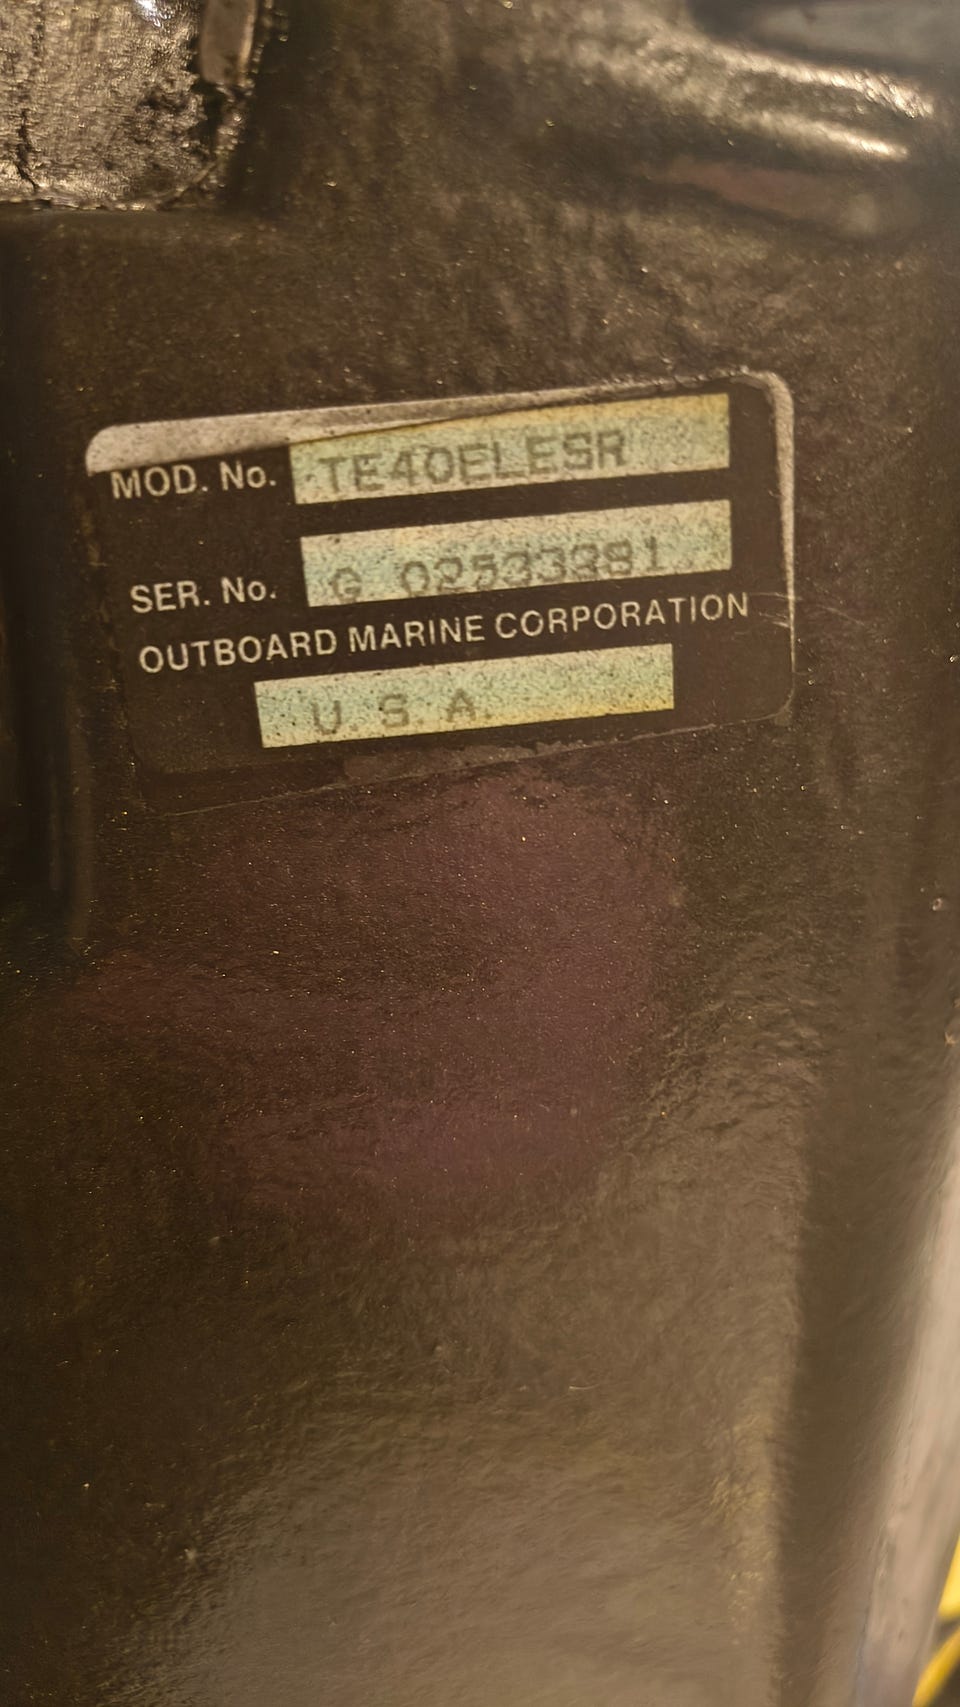 MOD. No. TE40ELESR
SER. No. G 02533381
OUTBOARD MARINE CORPORATION
U. S. A.